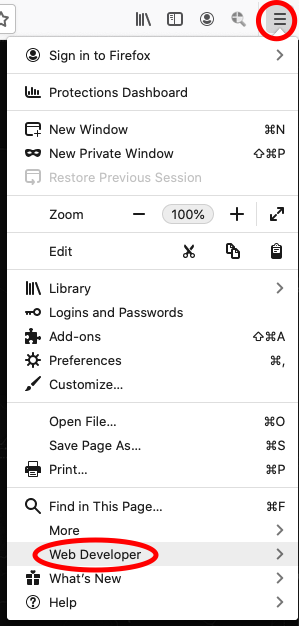 Sign in to Firefox
Protections Dashboard
New Window ⌘N
New Private Window ⇧⌘P
Restore Previous Session
Zoom − 100% +
Edit
Library
Logins and Passwords
Add-ons ⇧⌘A
Preferences ⌘,
Customize...
Open File... ⌘O
Save Page As... ⌘S
Print... ⌘P
Find in This Page... ⌘F
More
Web Developer
What's New
Help